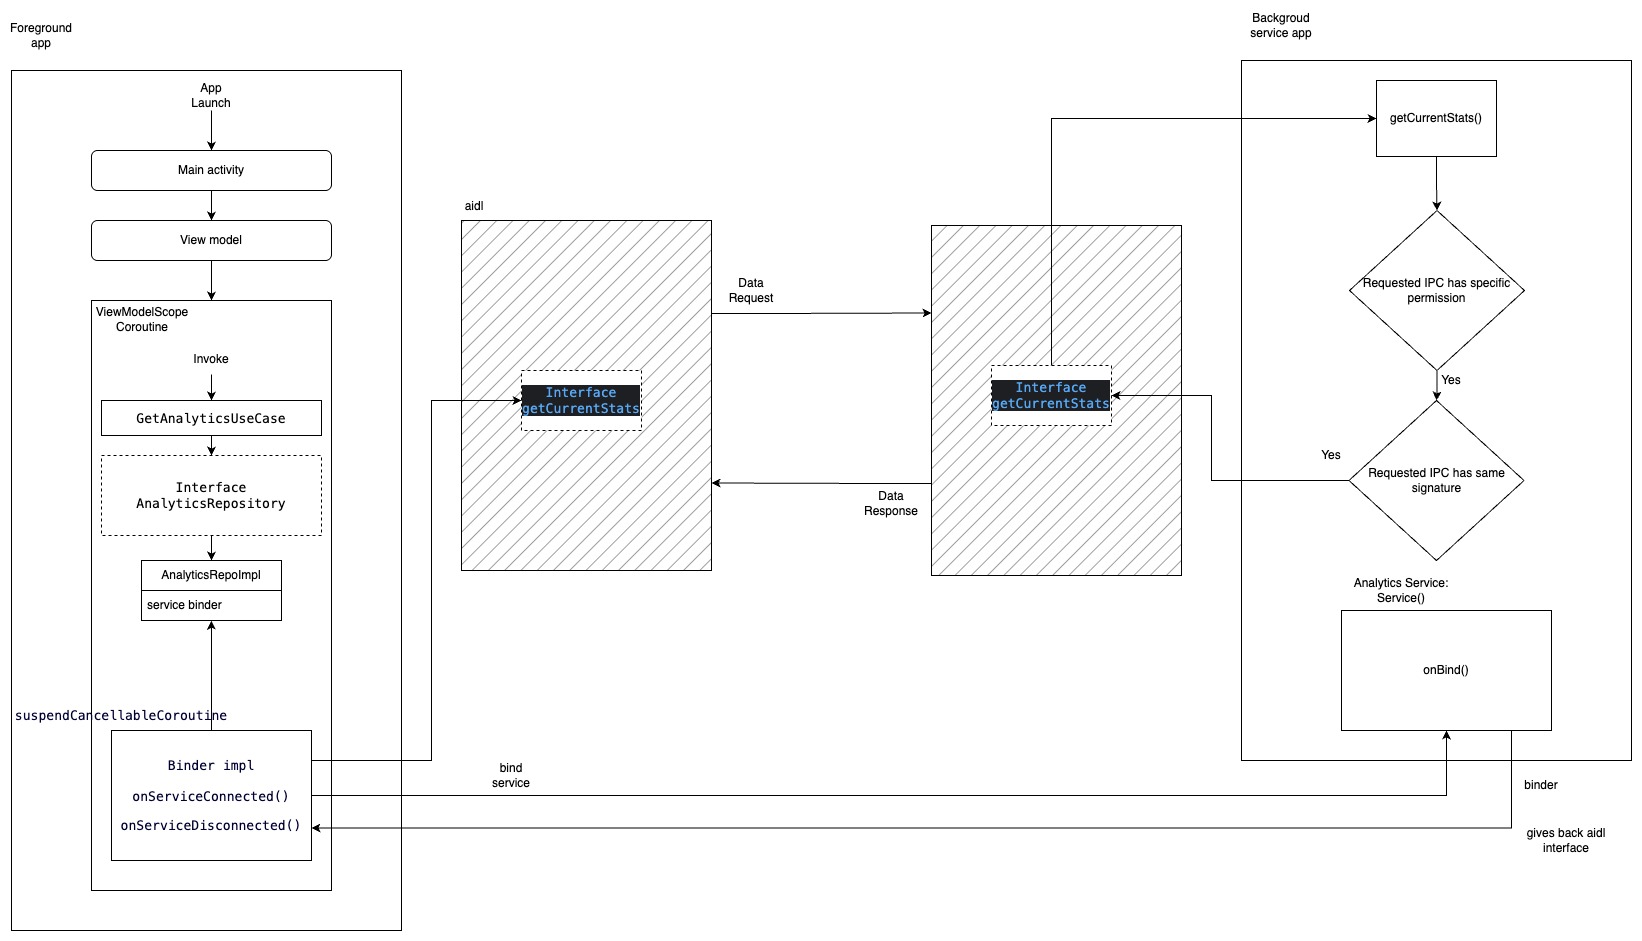 Foreground
app
App
Launch
Main activity
View model
ViewModelScope
Coroutine
Invoke
GetAnalyticsUseCase
Interface
AnalyticsRepository
AnalyticsRepoImpl
service binder
suspendCancellableCoroutine
Binder impl
onServiceConnected()
onServiceDisconnected()
aidl
Interface
getCurrentStats
Data
Request
Data
Response
Interface
getCurrentStats
bind
service
Backgroud
service app
getCurrentStats()
Requested IPC has specific
permission
Yes
Requested IPC has same
signature
Yes
Analytics Service:
Service()
onBind()
binder
gives back aidl
interface